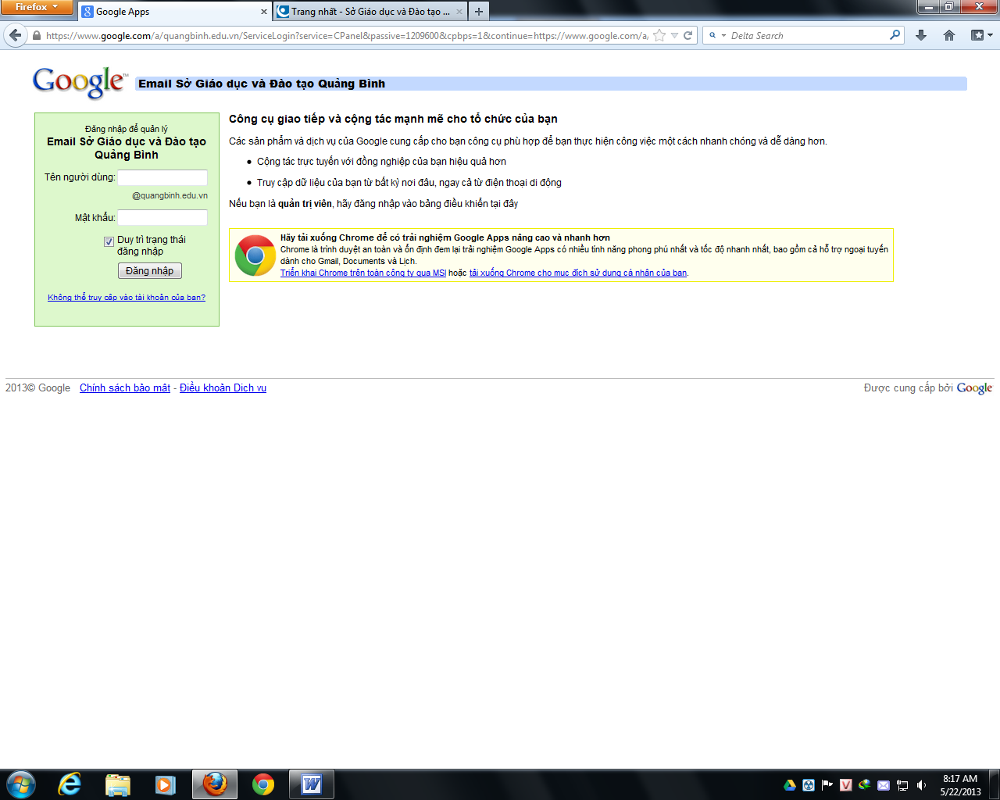 Firefox
Google Apps
Trang nhất - Sở Giáo dục và Đào tạo ...
https://www.google.com/a/quangbinh.edu.vn/ServiceLogin?service=CPanel&passive=1209600&cpbps=1&continue=https://www.google.com/a/
Delta Search
Google™
Email Sở Giáo dục và Đào tạo Quảng Bình
Đăng nhập để quản lý
Email Sở Giáo dục và Đào tạo
Quảng Bình
Tên người dùng:
@quangbinh.edu.vn
Mật khẩu:
Duy trì trạng thái
đăng nhập
Đăng nhập
Không thể truy cập vào tài khoản của bạn?
Công cụ giao tiếp và cộng tác mạnh mẽ cho tổ chức của bạn
Các sản phẩm và dịch vụ của Google cung cấp cho bạn công cụ phù hợp để bạn thực hiện công việc một cách nhanh chóng và dễ dàng hơn.
• Cộng tác trực tuyến với đồng nghiệp của bạn hiệu quả hơn
• Truy cập dữ liệu của bạn từ bất kỳ nơi đâu, ngay cả từ điện thoại di động
Nếu bạn là quản trị viên, hãy đăng nhập vào bảng điều khiển tại đây
Hãy tải xuống Chrome để có trải nghiệm Google Apps nâng cao và nhanh hơn
Chrome là trình duyệt an toàn và ổn định đem lại trải nghiệm Google Apps có nhiều tính năng phong phú nhất và tốc độ nhanh nhất, bao gồm cả hỗ trợ ngoại tuyến
dành cho Gmail, Documents và Lịch.
Triển khai Chrome trên toàn công ty qua MSI hoặc tải xuống Chrome cho mục đích sử dụng cá nhân của bạn.
2013© Google Chính sách bảo mật - Điều khoản Dịch vụ
Được cung cấp bởi Google
8:17 AM
5/22/2013